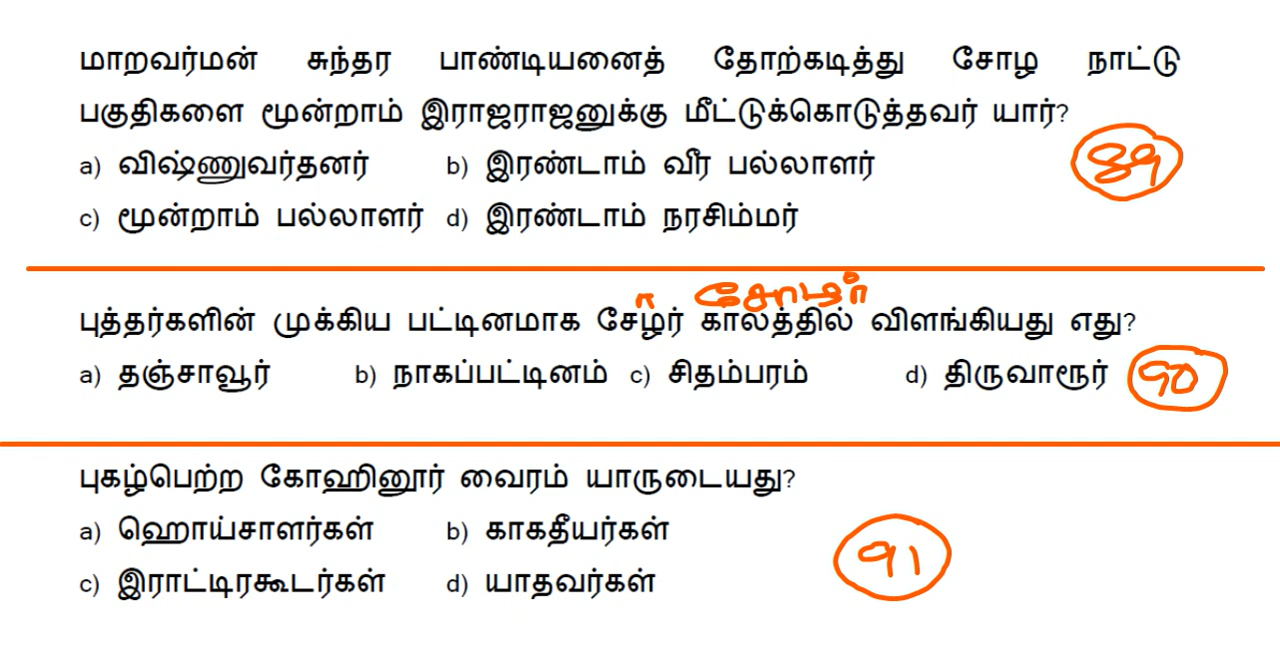 மாறவர்மன் சுந்தர பாண்டியனைத் தோற்கடித்து சோழ நாட்டு
பகுதிகளை மூன்றாம் இராஜராஜனுக்கு மீட்டுக்கொடுத்தவர் யார்?
89
a) விஷ்ணுவர்தனர் b) இரண்டாம் வீர பல்லாளர்
c) மூன்றாம் பல்லாளர் d) இரண்டாம் நரசிம்மர்
ா சோழர்
புத்தர்களின் முக்கிய பட்டினமாக சேழர் காலத்தில் விளங்கியது எது?
a) தஞ்சாவூர் b) நாகப்பட்டினம் c) சிதம்பரம் d) திருவாரூர் 90
புகழ்பெற்ற கோஹினூர் வைரம் யாருடையது?
a) ஹொய்சாளர்கள் b) காகதீயர்கள்
91
c) இராட்டிரகூடர்கள் d) யாதவர்கள்